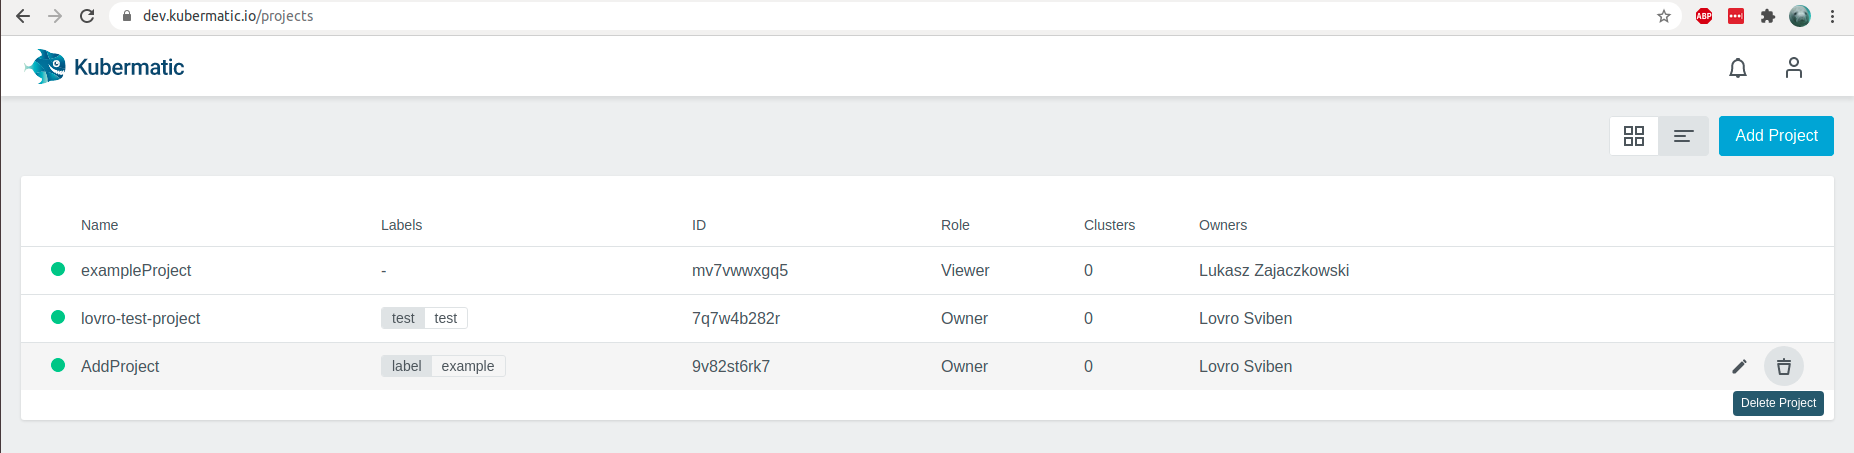 dev.kubermatic.io/projects
ABP
Kubermatic
Add Project
Name Labels ID Role Clusters Owners
exampleProject - mv7vwwxgq5 Viewer 0 Lukasz Zajaczkowski
lovro-test-project test test 7q7w4b282r Owner 0 Lovro Sviben
AddProject label example 9v82st6rk7 Owner 0 Lovro Sviben
Delete Project